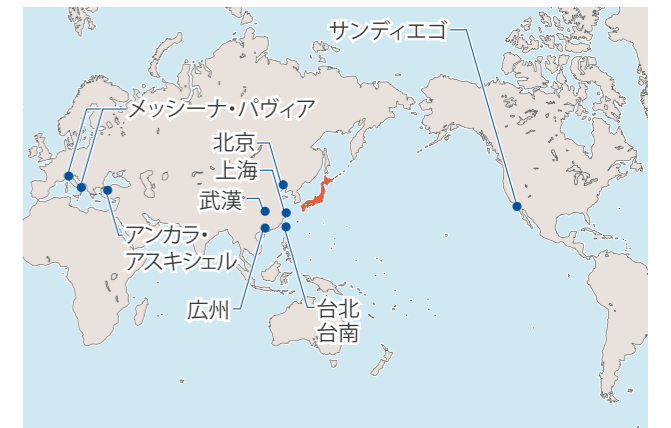 サンディエゴ
メッシーナ・パヴィア
北京
上海
武漢
アンカラ・
アスキシェル
広州
台北
台南